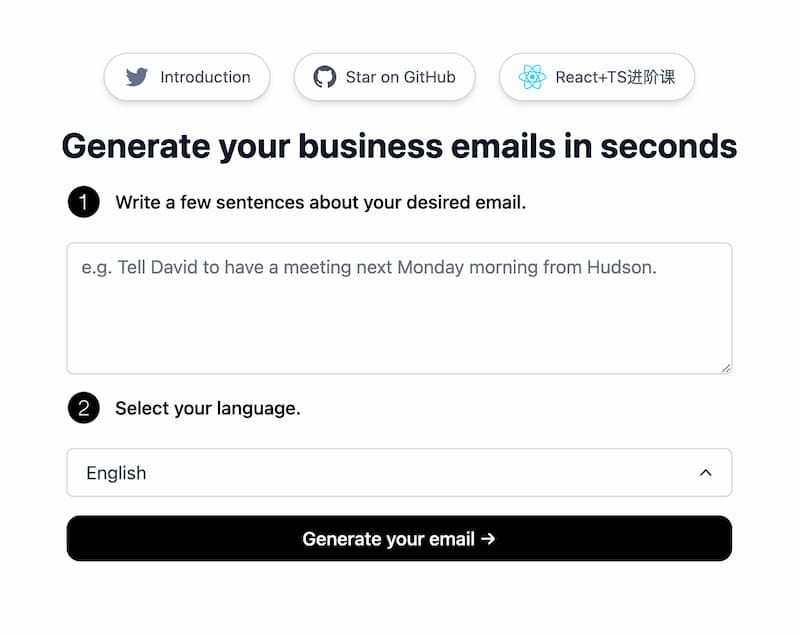 Introduction
Star on GitHub
React+TS进阶课
Generate your business emails in seconds
1 Write a few sentences about your desired email.
e.g. Tell David to have a meeting next Monday morning from Hudson.
2 Select your language.
English
Generate your email →